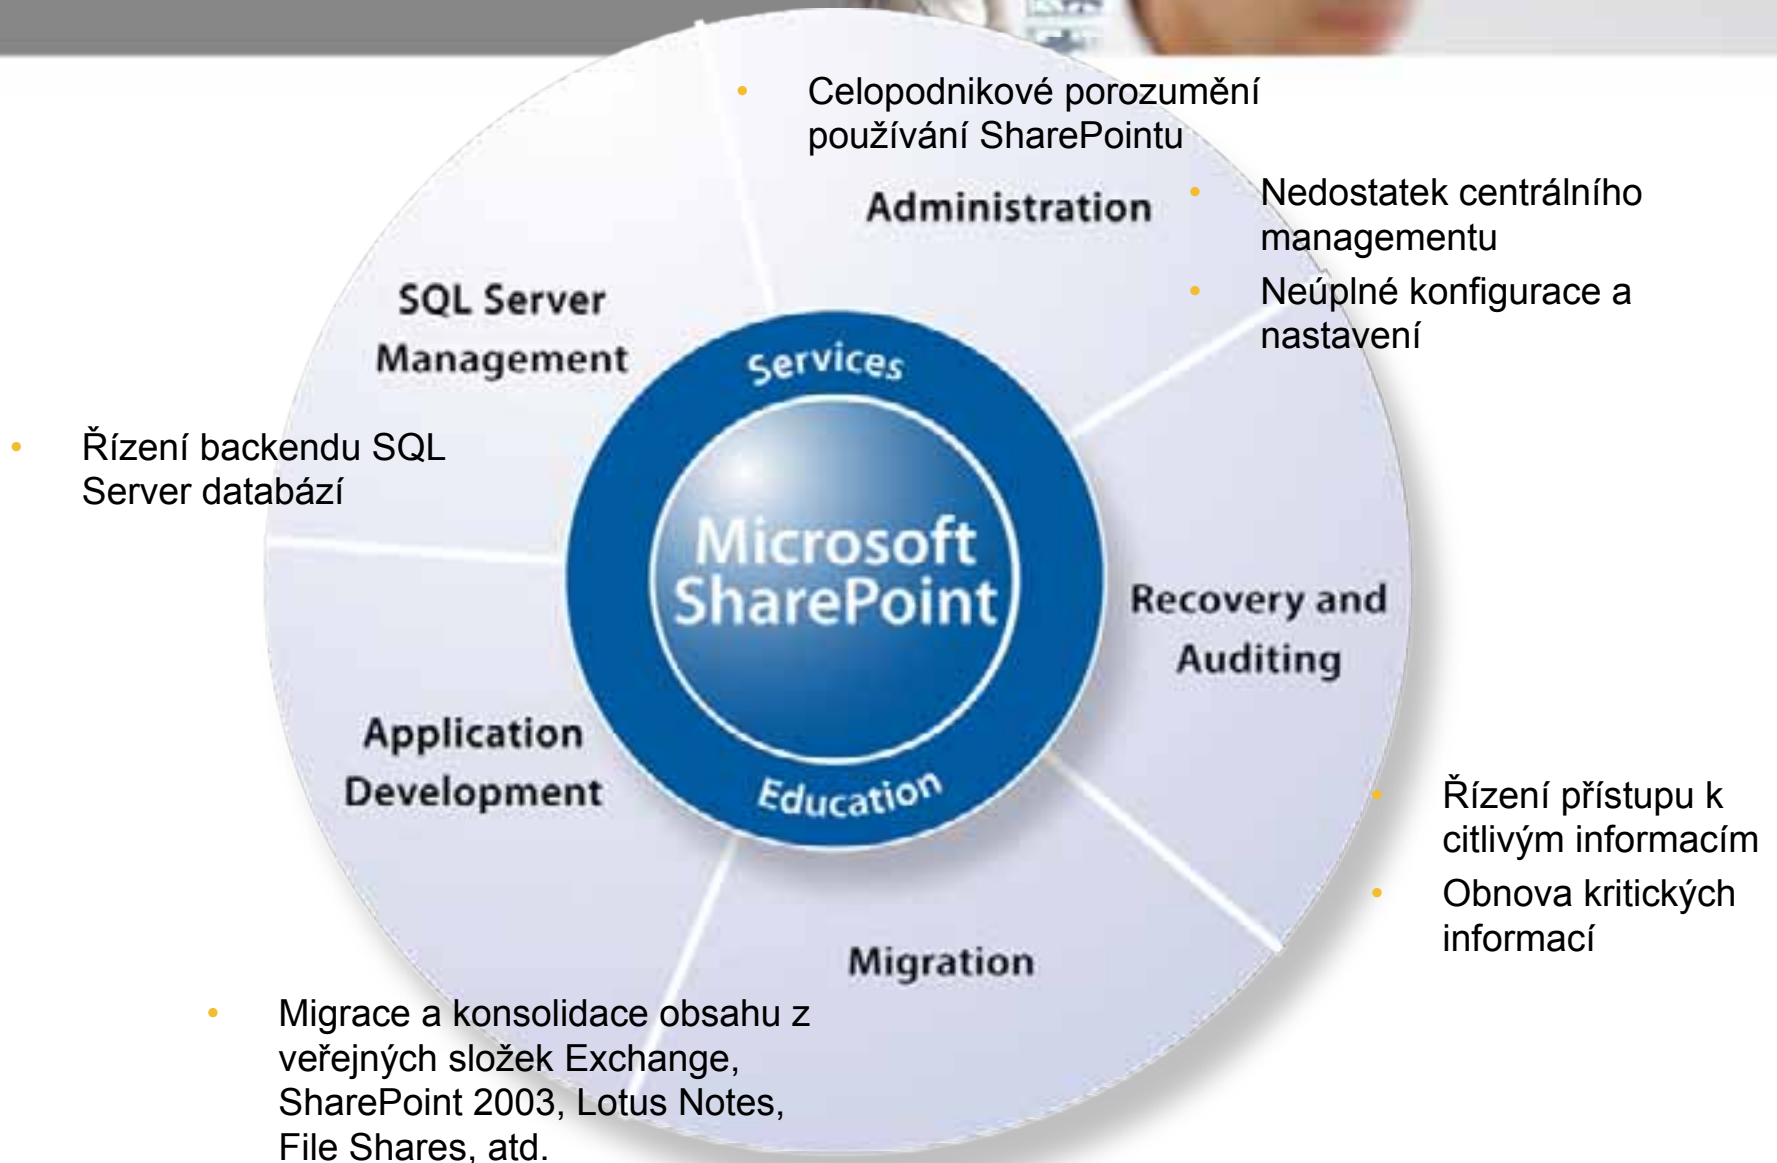 • Celopodnikové porozumění
používání SharePointu
Administration
• Nedostatek centrálního
managementu
• Neúplné konfigurace a
nastavení
SQL Server
Management
Services
• Řízení backendu SQL
Server databází
Microsoft
SharePoint
Recovery and
Auditing
Application
Development
Education
• Řízení přístupu k
citlivým informacím
• Obnova kritických
informací
Migration
• Migrace a konsolidace obsahu z
veřejných složek Exchange,
SharePoint 2003, Lotus Notes,
File Shares, atd.